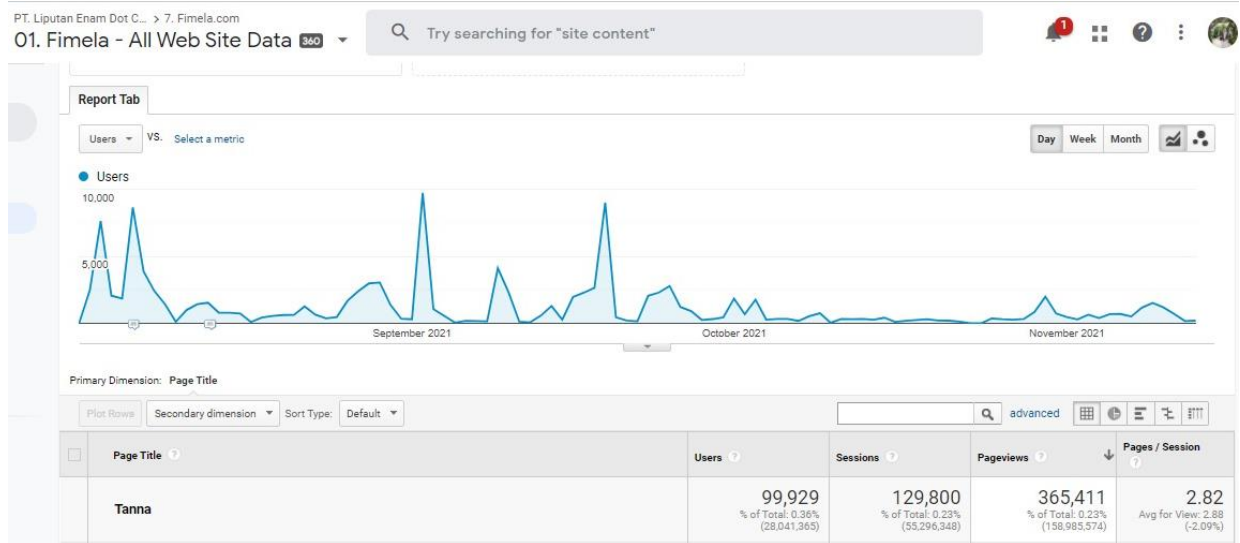 PT. Liputan Enam Dot C... > 7. Fimela.com
01. Fimela - All Web Site Data 360
Try searching for "site content"
1
Report Tab
Users VS. Select a metric
Day Week Month
Users
10,000
5,000
September 2021 October 2021 November 2021
Primary Dimension: Page Title
Plot Rows Secondary dimension Sort Type: Default advanced
Page Title Users Sessions Pageviews Pages / Session
Tanna 99,929 129,800 365,411 2.82
% of Total: 0.36% % of Total: 0.23% % of Total: 0.23% Avg for View: 2.88
(28,041,365) (55,296,348) (158,985,574) (-2.09%)